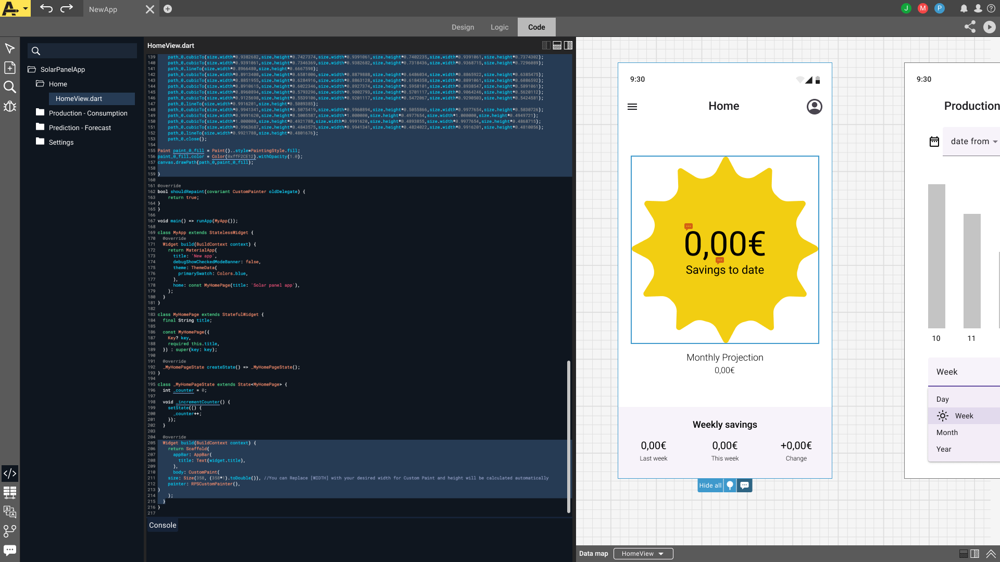 NewApp
J M P
Design Logic Code
HomeView.dart
SolarPanelApp
Home
HomeView.dart
Production - Consumption
Prediction - Forecast
Settings
139 path_0.cubicTo(size.width*0.9382682,size.height*0.7427374,size.width*0.9391061,size.height*0.7402235,size.width*0.9391061,size.height*0.7374302);
140 path_0.cubicTo(size.width*0.9391061,size.height*0.7346369,size.width*0.9382682,size.height*0.7318436,size.width*0.9368715,size.height*0.7296089);
141 path_0.lineTo(size.width*0.8966480,size.height*0.6667598);
142 path_0.cubicTo(size.width*0.8913408,size.height*0.6581006,size.width*0.8879888,size.height*0.6486034,size.width*0.8865922,size.height*0.6385475);
143 path_0.cubicTo(size.width*0.8851955,size.height*0.6284916,size.width*0.8863128,size.height*0.6184358,size.width*0.8891061,size.height*0.6086592);
144 path_0.cubicTo(size.width*0.8910615,size.height*0.6022346,size.width*0.8927374,size.height*0.5958101,size.width*0.8938547,size.height*0.5891061);
145 path_0.cubicTo(size.width*0.8960894,size.height*0.5793296,size.width*0.9002793,size.height*0.5701117,size.width*0.9064246,size.height*0.5620112);
146 path_0.cubicTo(size.width*0.9125698,size.height*0.5539106,size.width*0.9201117,size.height*0.5472067,size.width*0.9290503,size.height*0.5424581);
147 path_0.lineTo(size.width*0.9916201,size.height*0.5089385);
148 path_0.cubicTo(size.width*0.9941341,size.height*0.5075419,size.width*0.9960894,size.height*0.5055866,size.width*0.9977654,size.height*0.5030726);
149 path_0.cubicTo(size.width*0.9991620,size.height*0.5005587,size.width*1.000000,size.height*0.4977654,size.width*1.000000,size.height*0.4949721);
150 path_0.cubicTo(size.width*1.000000,size.height*0.4921788,size.width*0.9991620,size.height*0.4893855,size.width*0.9977654,size.height*0.4868715);
151 path_0.cubicTo(size.width*0.9963687,size.height*0.4843575,size.width*0.9941341,size.height*0.4824022,size.width*0.9916201,size.height*0.4810056);
152 path_0.lineTo(size.width*0.9921788,size.height*0.4801676);
153 path_0.close();
154
155 Paint paint_0_fill = Paint()..style=PaintingStyle.fill;
156 paint_0_fill.color = Color(0xffF2CE12).withOpacity(1.0);
157 canvas.drawPath(path_0,paint_0_fill);
158
159 }
160
161 @override
162 bool shouldRepaint(covariant CustomPainter oldDelegate) {
163 return true;
164 }
165 }
166
167 void main() => runApp(MyApp());
168
169 class MyApp extends StatelessWidget {
170 @override
171 Widget build(BuildContext context) {
172 return MaterialApp(
173 title: 'New app',
174 debugShowCheckedModeBanner: false,
175 theme: ThemeData(
176 primarySwatch: Colors.blue,
177 ),
178 home: const MyHomePage(title: 'Solar panel app'),
179 );
180 }
181 }
182
183 class MyHomePage extends StatefulWidget {
184 final String title;
185
186 const MyHomePage({
187 Key? key,
188 required this.title,
189 }) : super(key: key);
190
191 @override
192 _MyHomePageState createState() => _MyHomePageState();
193 }
194
195 class _MyHomePageState extends State<MyHomePage> {
196 int _counter = 0;
197
198 void _incrementCounter() {
199 setState(() {
200 _counter++;
201 });
202 }
203
204 @override
205 Widget build(BuildContext context) {
206 return Scaffold(
207 appBar: AppBar(
208 title: Text(widget.title),
209 ),
210 body: CustomPaint(
211 size: Size(358, (358*1).toDouble()), //You can Replace [WIDTH] with your desired width for Custom Paint and height will be calculated automatically
212 painter: RPSCustomPainter(),
213 )
214 );
215 }
216 }
217
Console
9:30
Home
0,00€
Savings to date
Monthly Projection
0,00€
Weekly savings
0,00€ 0,00€ +0,00€
Last week This week Change
Hide all
9:30
Production
date from
10 11
Week
Day
Week
Month
Year
Data map HomeView